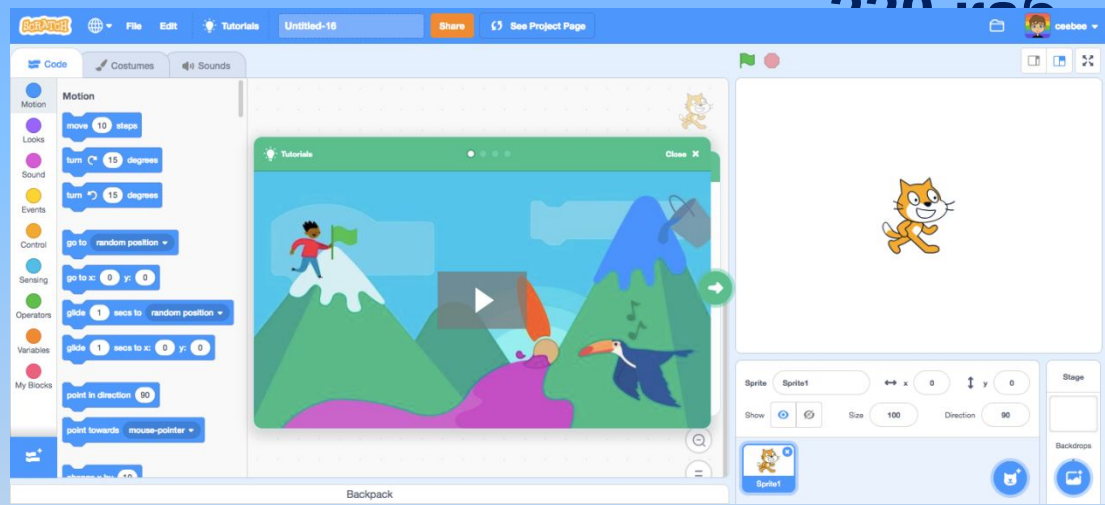 SCRATCH File Edit Tutorials Untitled-16 Share See Project Page ceebee
Code Costumes Sounds
Motion
Looks
Sound
Events
Control
Sensing
Operators
Variables
My Blocks
Motion
move 10 steps
turn 15 degrees
turn 15 degrees
go to random position
go to x: 0 y: 0
glide 1 secs to random position
glide 1 secs to x: 0 y: 0
point in direction 90
point towards mouse-pointer
Tutorials Close
Sprite Sprite1 x 0 y 0
Show Size 100 Direction 90
Sprite1
Stage
Backdrops
Backpack